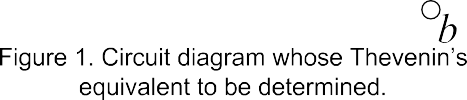 b
Figure 1. Circuit diagram whose Thevenin's
equivalent to be determined.